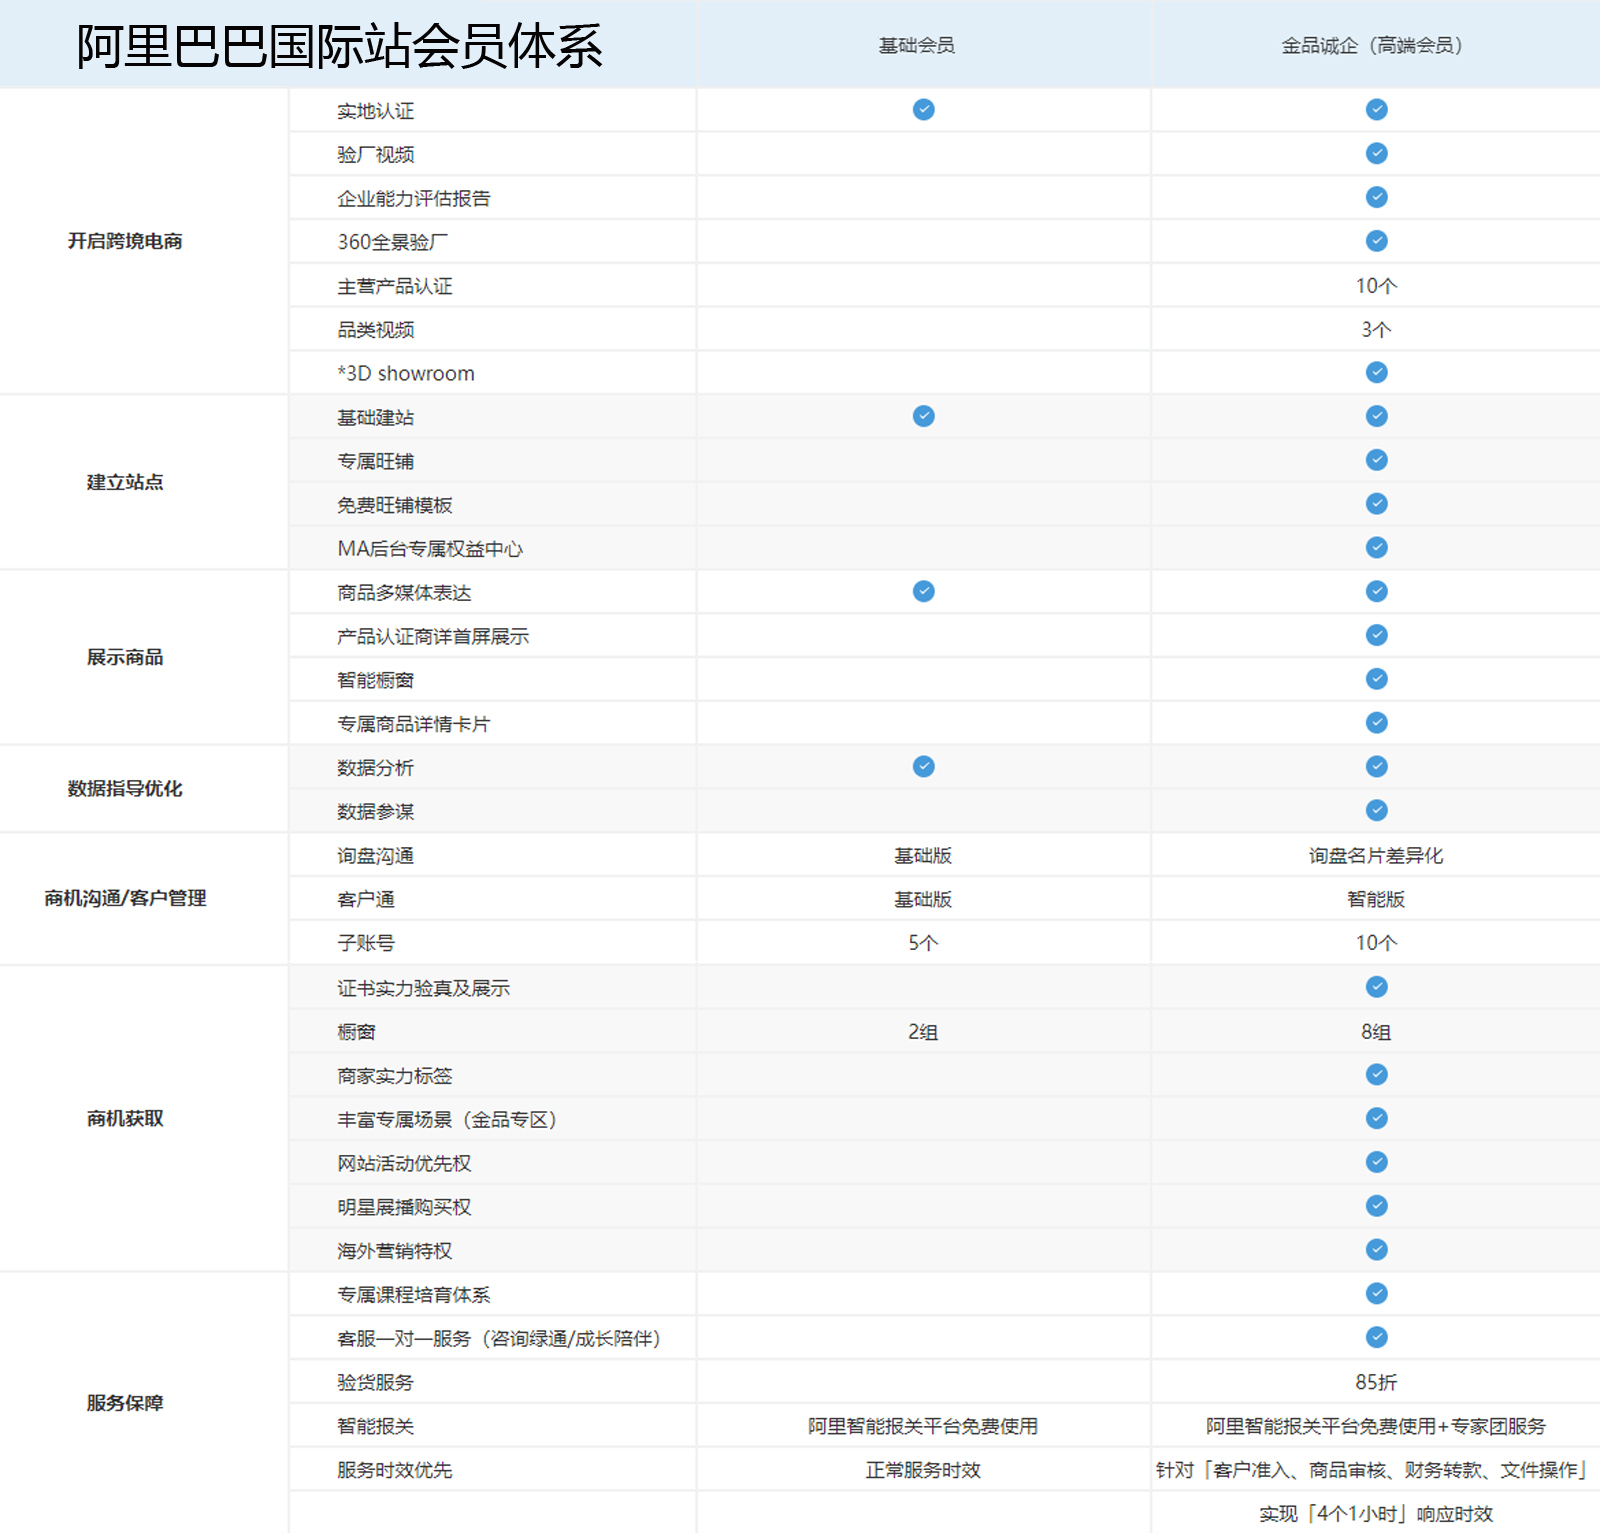 阿里巴巴国际站会员体系 基础会员 金品诚企（高端会员）
开启跨境电商
实地认证
验厂视频
企业能力评估报告
360全景验厂
主营产品认证 10个
品类视频 3个
*3D showroom
建立站点
基础建站
专属旺铺
免费旺铺模板
MA后台专属权益中心
展示商品
商品多媒体表达
产品认证商详首屏展示
智能橱窗
专属商品详情卡片
数据指导优化
数据分析
数据参谋
商机沟通/客户管理
询盘沟通 基础版 询盘名片差异化
客户通 基础版 智能版
子账号 5个 10个
商机获取
证书实力验真及展示
橱窗 2组 8组
商家实力标签
丰富专属场景（金品专区）
网站活动优先权
明星展播购买权
海外营销特权
服务保障
专属课程培育体系
客服一对一服务（咨询绿通/成长陪伴）
验货服务 85折
智能报关 阿里智能报关平台免费使用 阿里智能报关平台免费使用+专家团服务
服务时效优先 正常服务时效 针对「客户准入、商品审核、财务转款、文件操作」
实现「4个1小时」响应时效